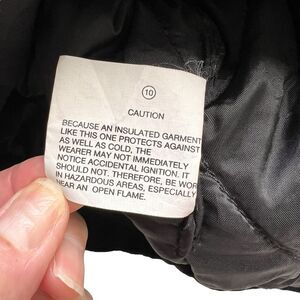 10
CAUTION
BECAUSE AN INSULATED GARMENT
LIKE THIS ONE PROTECTS AGAINST
AS WELL AS COLD, THE
WEARER MAY NOT IMMEDIATELY
NOTICE ACCIDENTAL IGNITION. IT
SHOULD NOT. THEREFORE, BE WOR
IN HAZARDOUS AREAS, ESPECIALLY
NEAR AN OPEN FLAME.